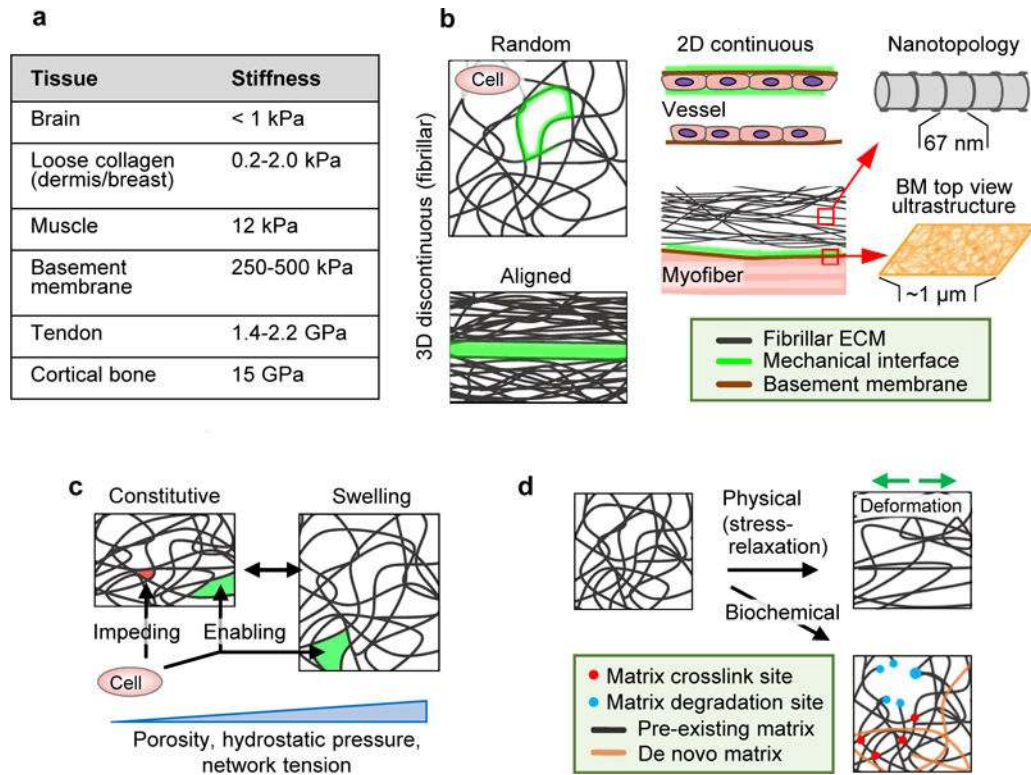 a
Tissue Stiffness
Brain < 1 kPa
Loose collagen 0.2-2.0 kPa
(dermis/breast)
Muscle 12 kPa
Basement 250-500 kPa
membrane
Tendon 1.4-2.2 GPa
Cortical bone 15 GPa
b
3D discontinuous (fibrillar)
Random
Cell
Aligned
2D continuous
Vessel
Myofiber
Nanotopology
67 nm
BM top view
ultrastructure
~1 µm
Fibrillar ECM
Mechanical interface
Basement membrane
c
Constitutive
Swelling
Impeding
Enabling
Cell
Porosity, hydrostatic pressure,
network tension
d
Physical
(stress-
relaxation)
Deformation
Biochemical
Matrix crosslink site
Matrix degradation site
Pre-existing matrix
De novo matrix